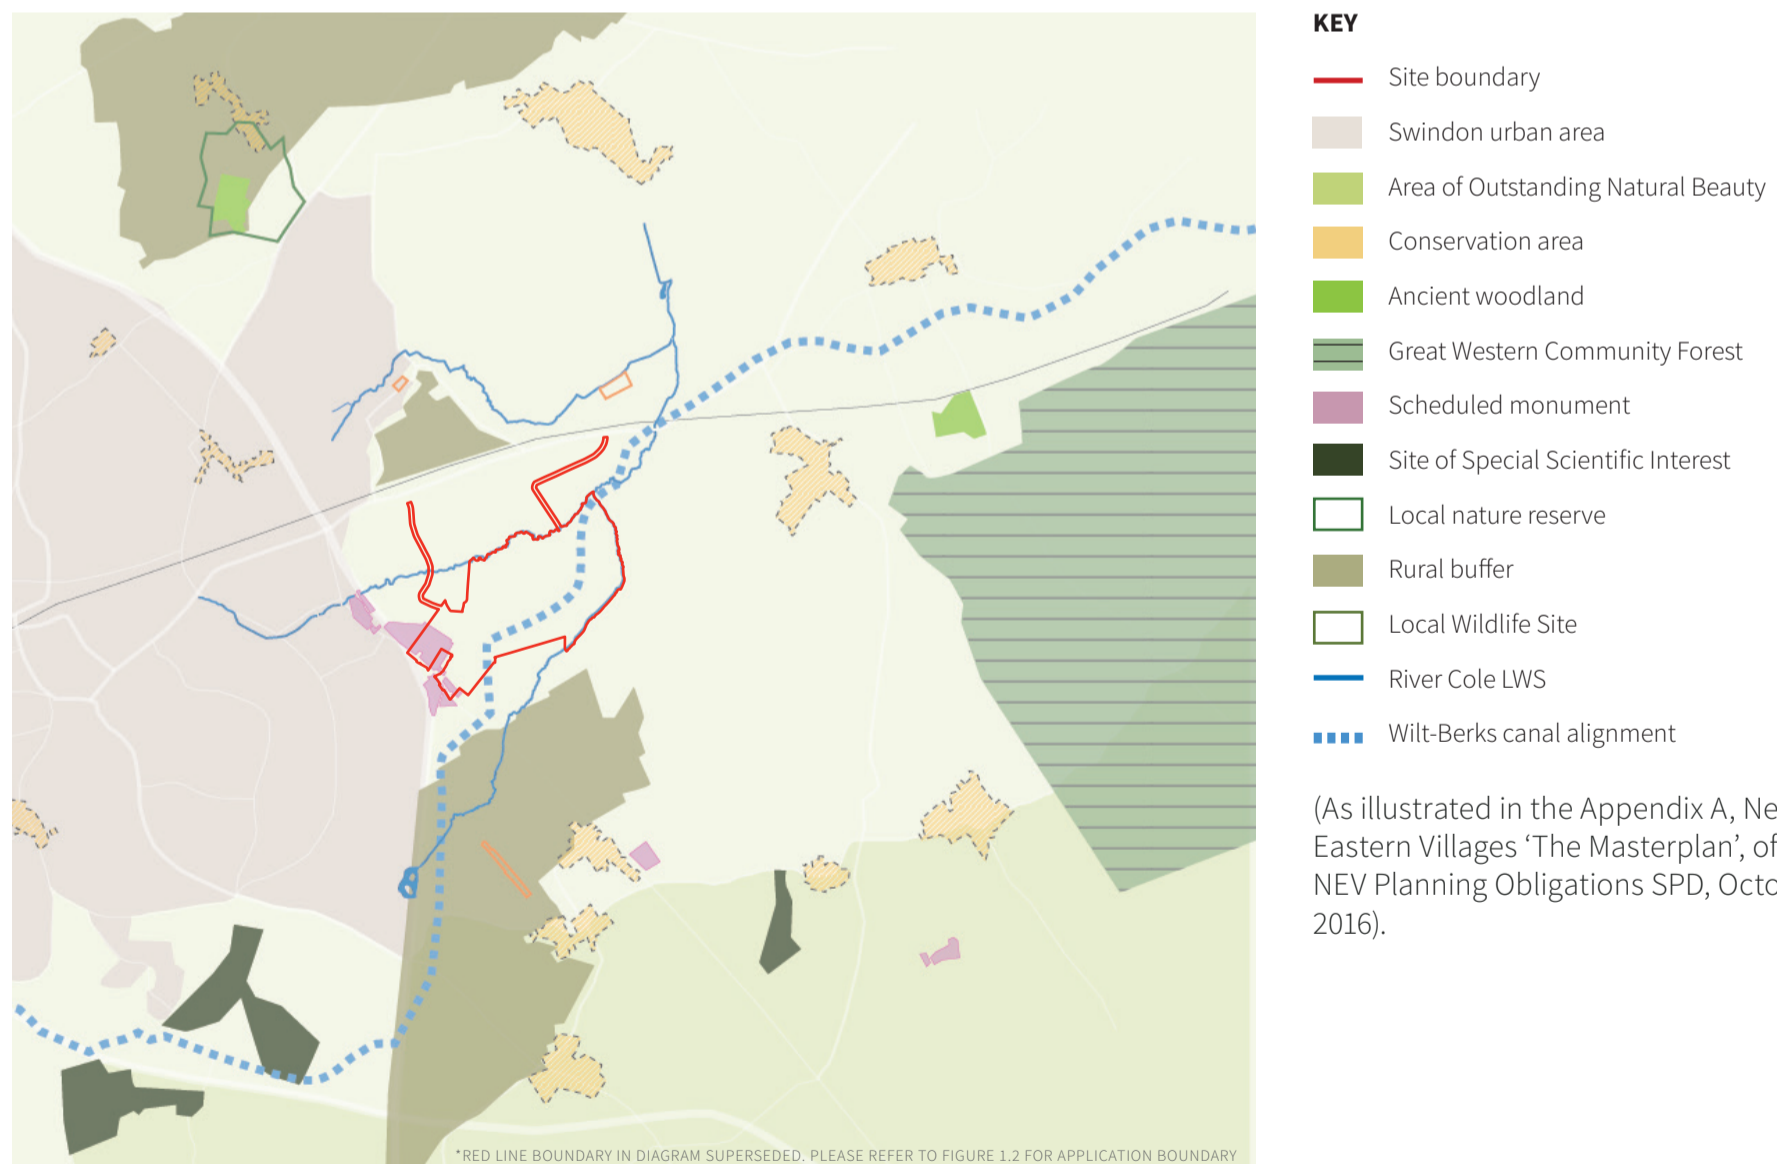 KEY
Site boundary
Swindon urban area
Area of Outstanding Natural Beauty
Conservation area
Ancient woodland
Great Western Community Forest
Scheduled monument
Site of Special Scientific Interest
Local nature reserve
Rural buffer
Local Wildlife Site
River Cole LWS
Wilt-Berks canal alignment
(As illustrated in the Appendix A, Ne
Eastern Villages ‘The Masterplan’, of
NEV Planning Obligations SPD, Octo
2016).
*RED LINE BOUNDARY IN DIAGRAM SUPERSEDED. PLEASE REFER TO FIGURE 1.2 FOR APPLICATION BOUNDARY